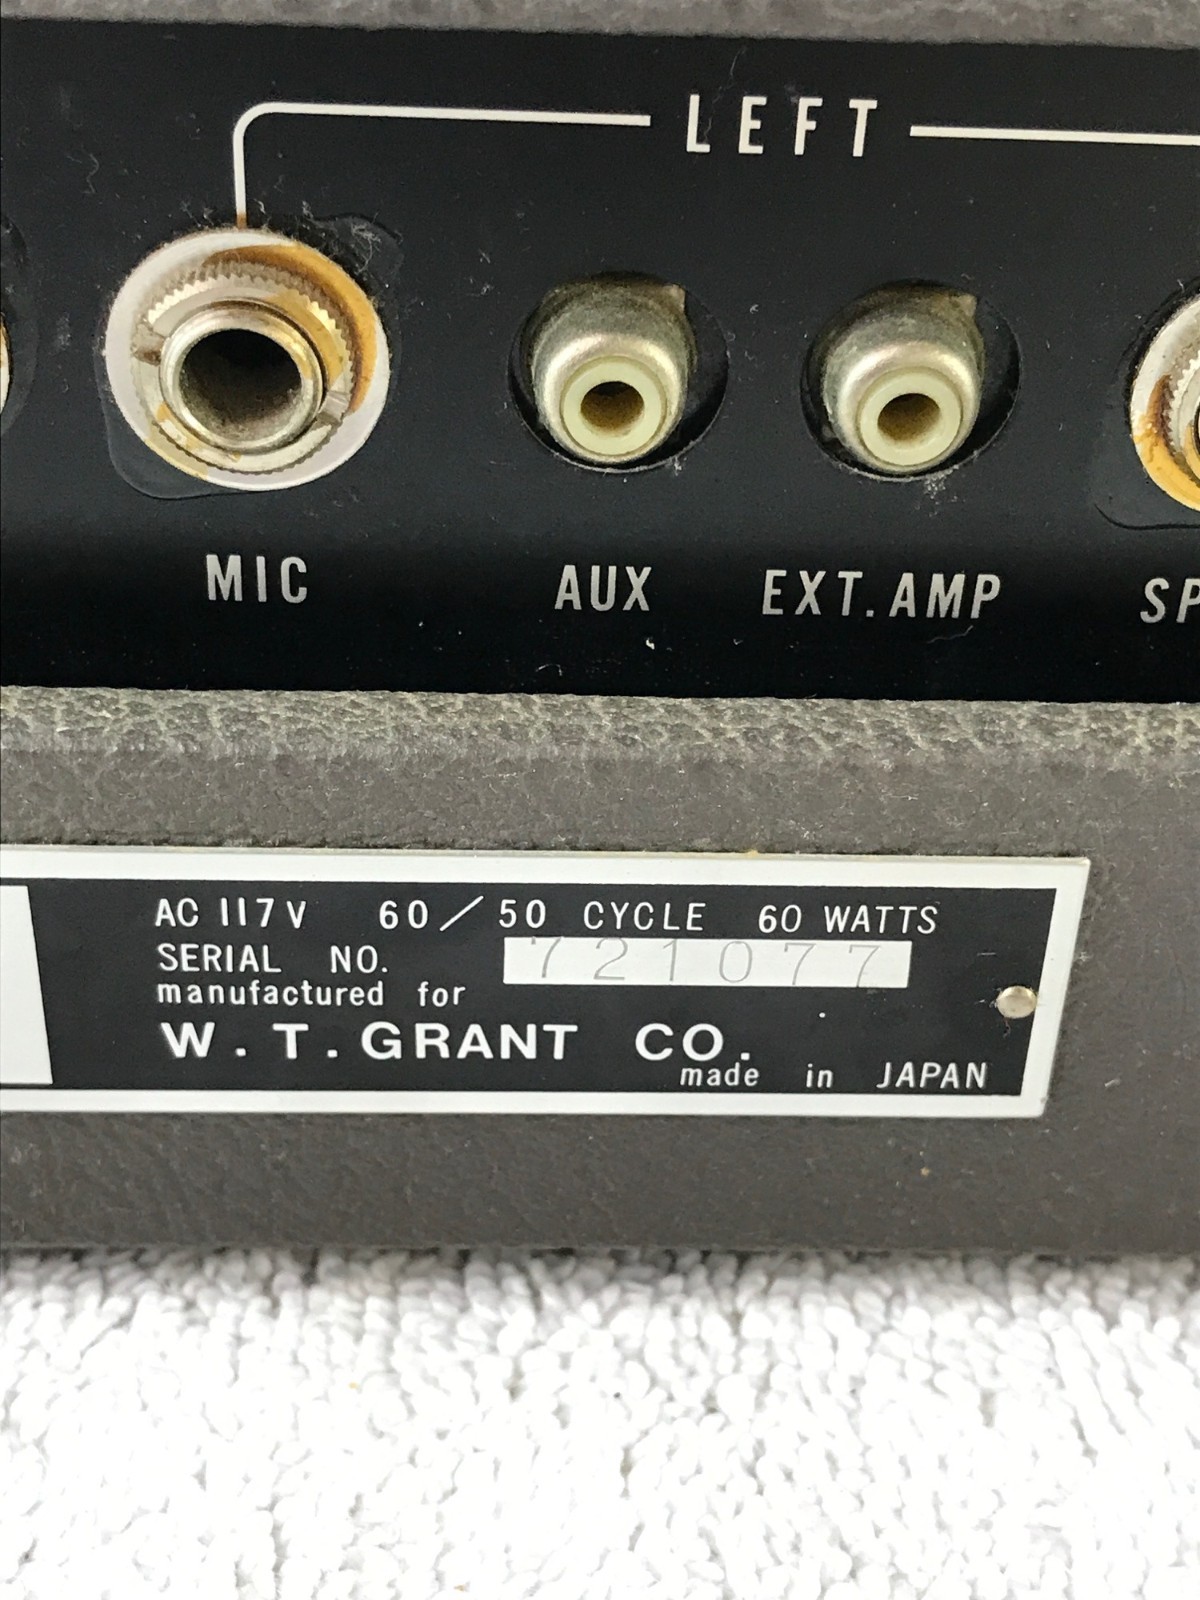 LEFT
MIC AUX EXT. AMP SP
AC 117V 60/50 CYCLE 60 WATTS
SERIAL NO. 721077
manufactured for
W. T. GRANT CO.
made in JAPAN